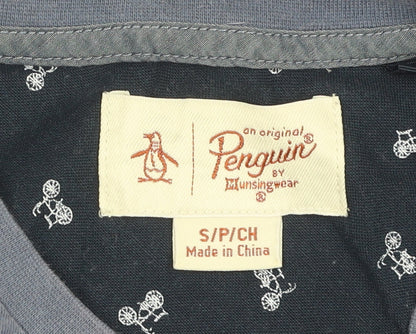 an original
Penguin®
BY
Munsingwear
®
S/P/CH
Made in China